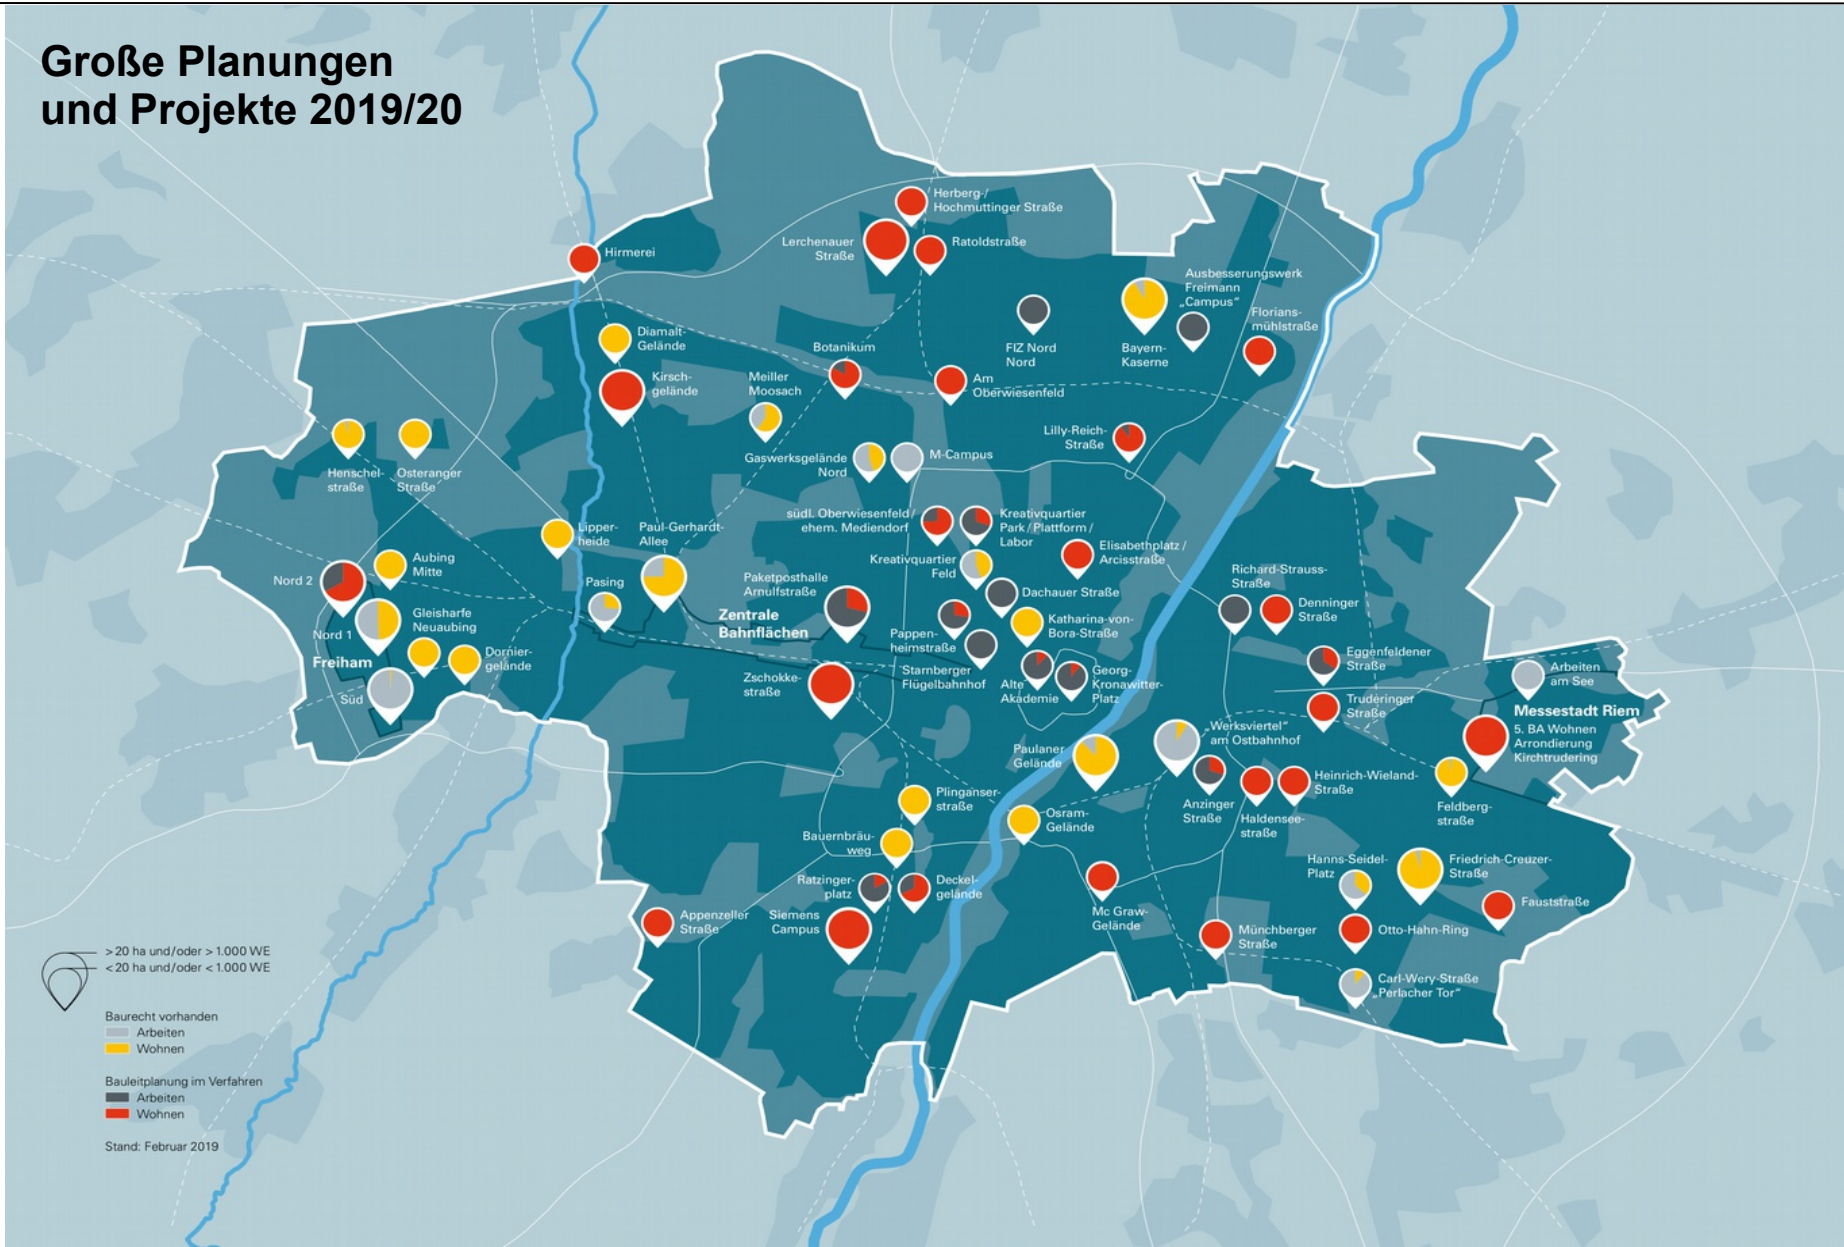 Große Planungen
und Projekte 2019/20
Herberg-/
Hochmuttinger Straße
Lerchenauer
Straße
Ratoldstraße
Hirmerei
Ausbesserungswerk
Freimann
„Campus“
Florians-
mühlstraße
FIZ Nord
Nord
Bayern-
Kaserne
Diamalt-
Gelände
Kirsch-
gelände
Botanikum
Meiller
Moosach
Am
Oberwiesenfeld
Lilly-Reich-
Straße
Gaswerksgelände
Nord
M-Campus
Henschel-
straße
Osteranger
Straße
Lipper-
heide
Paul-Gerhardt-
Allee
südl. Oberwiesenfeld /
ehem. Mediendorf
Kreativquartier
Park / Plattform /
Labor
Elisabethplatz /
Arcisstraße
Kreativquartier
Feld
Aubing
Mitte
Nord 2
Pasing
Paketposthalle
Arnulfstraße
Dachauer Straße
Richard-Strauss-
Straße
Denninger
Straße
Gleisharfe
Neuaubing
Nord 1
Zentrale
Bahnflächen
Katharina-von-
Bora-Straße
Pappen-
heimstraße
Freiham
Dornier-
gelände
Süd
Zschokke-
straße
Starnberger
Flügelbahnhof
Alte
Akademie
Georg-
Kronawitter-
Platz
Eggenfeldener
Straße
Truderinger
Straße
Arbeiten
am See
Messestadt Riem
5. BA Wohnen
Arrondierung
Kirchtrudering
„Werksviertel“
am Ostbahnhof
Paulaner
Gelände
Anzinger
Straße
Haldensee-
straße
Heinrich-Wieland-
Straße
Feldberg-
straße
Plinganser-
straße
Osram-
Gelände
Bauernbräu-
weg
Hanns-Seidel-
Platz
Friedrich-Creuzer-
Straße
Ratzinger-
platz
Deckel-
gelände
Fauststraße
Appenzeller
Straße
Siemens
Campus
Mc Graw-
Gelände
Münchberger
Straße
Otto-Hahn-Ring
Carl-Wery-Straße
„Perlacher Tor“
> 20 ha und/oder > 1.000 WE
< 20 ha und/oder < 1.000 WE
Baurecht vorhanden
Arbeiten
Wohnen
Bauleitplanung im Verfahren
Arbeiten
Wohnen
Stand: Februar 2019